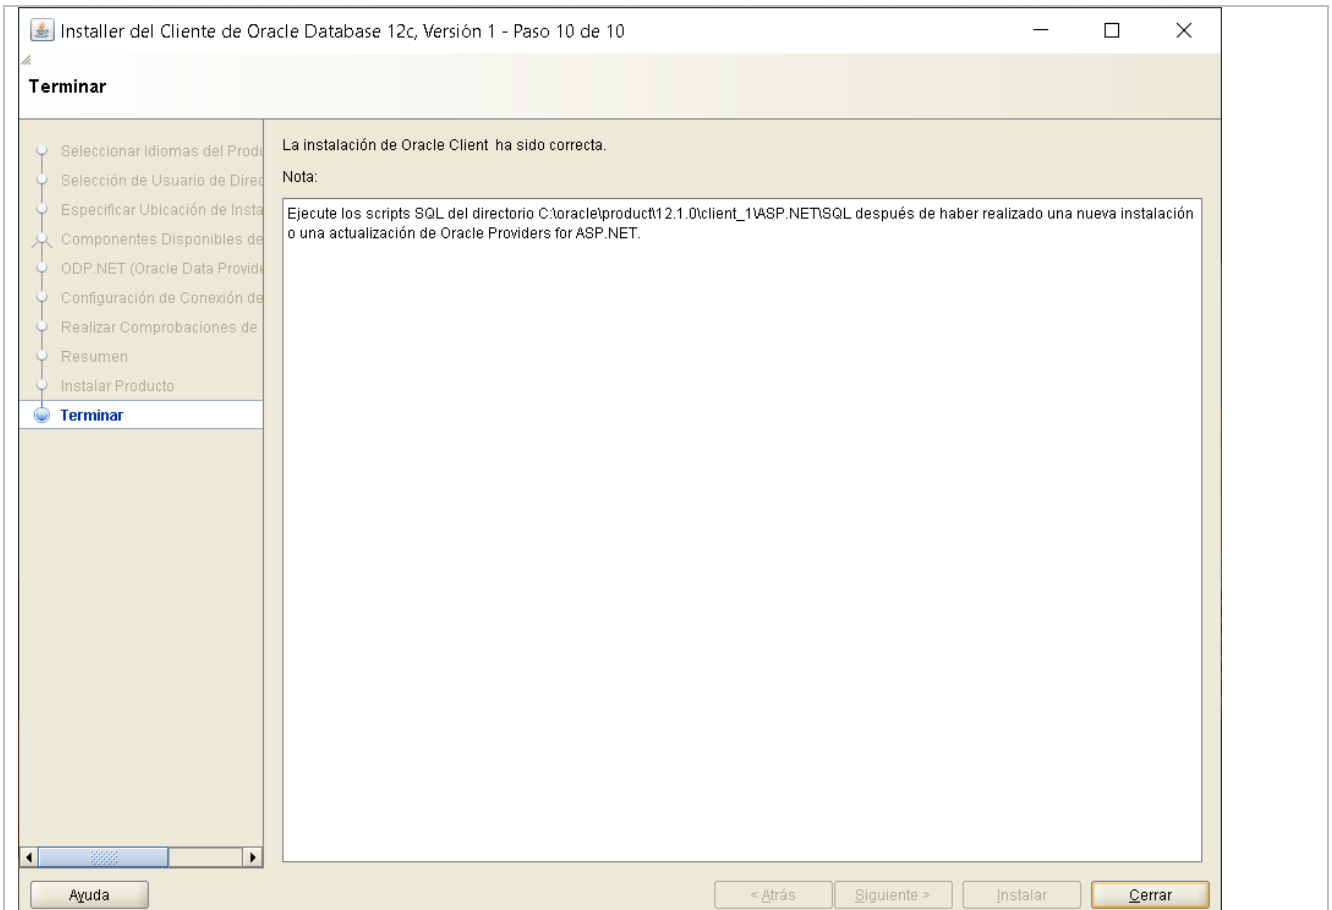 Installer del Cliente de Oracle Database 12c, Versión 1 - Paso 10 de 10
Terminar
Seleccionar Idiomas del Produ
Selección de Usuario de Direc
Especificar Ubicación de Insta
Componentes Disponibles de
ODP.NET (Oracle Data Provide
Configuración de Conexión de
Realizar Comprobaciones de
Resumen
Instalar Producto
Terminar
La instalación de Oracle Client ha sido correcta.
Nota:
Ejecute los scripts SQL del directorio C:\oracle\product\12.1.0\client_1\ASP.NET\SQL después de haber realizado una nueva instalación
o una actualización de Oracle Providers for ASP.NET.
Ayuda
< Atrás
Siguiente >
Instalar
Cerrar